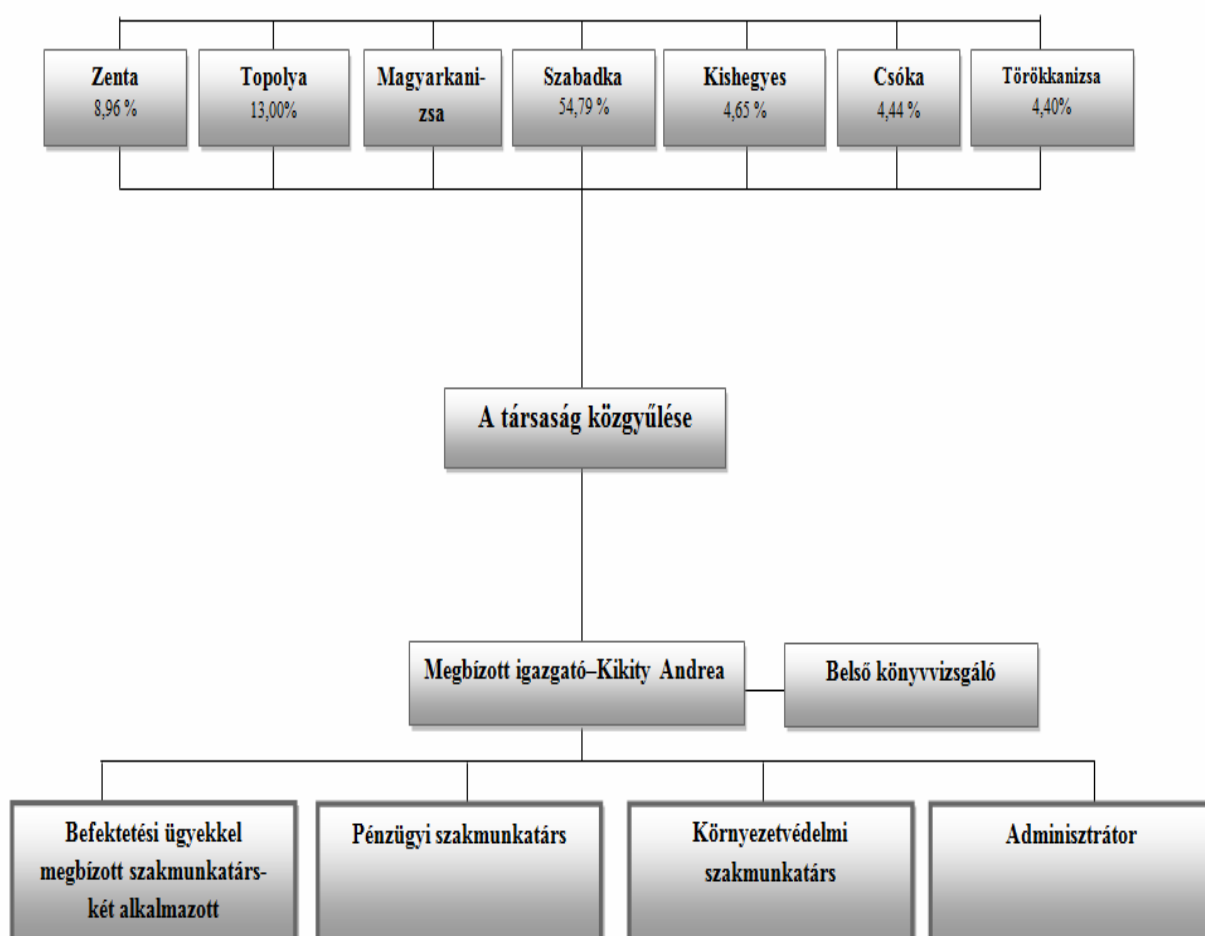 Zenta
8,96 %
Topolya
13,00%
Magyarkani-
zsa
Szabadka
54,79 %
Kishegyes
4,65 %
Csóka
4,44 %
Törökkanizsa
4,40%
A társaság közgyűlése
Megbízott igazgató–Kikity Andrea
Belső könyvvizsgáló
Befektetési ügyekkel
megbízott szakmunkatárs-
két alkalmazott
Pénzügyi szakmunkatárs
Környezetvédelmi
szakmunkatárs
Adminisztrátor